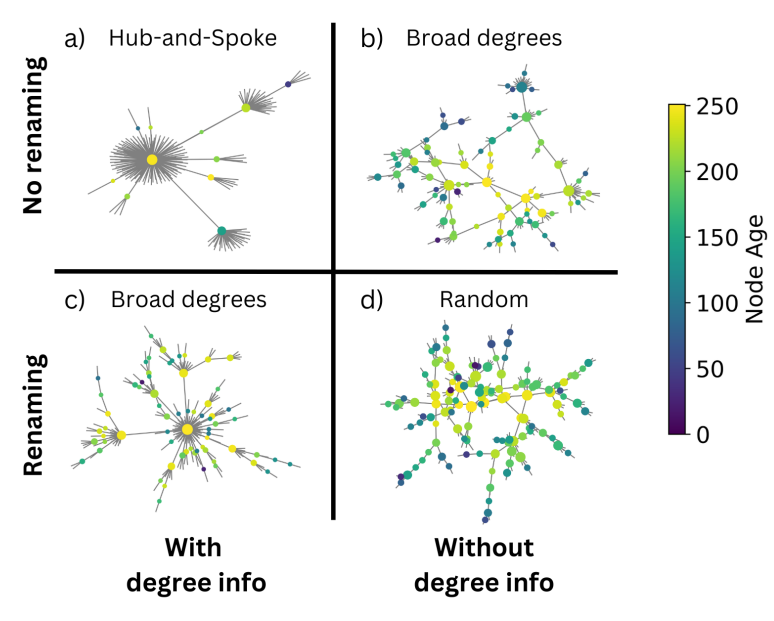 a) Hub-and-Spoke
b) Broad degrees
No renaming
c) Broad degrees
d) Random
Renaming
With
degree info
Without
degree info
250
200
150
100
50
0
Node Age